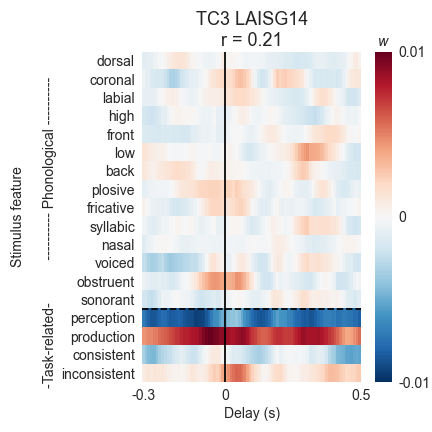 TC3 LAISG14
r = 0.21
w
dorsal
coronal
labial
high
front
low
back
plosive
fricative
syllabic
nasal
voiced
obstruent
sonorant
perception
production
consistent
inconsistent
Stimulus feature
-Task-related- ----------- Phonological -----------
-0.3 0 0.5
Delay (s)
0.01
0
-0.01